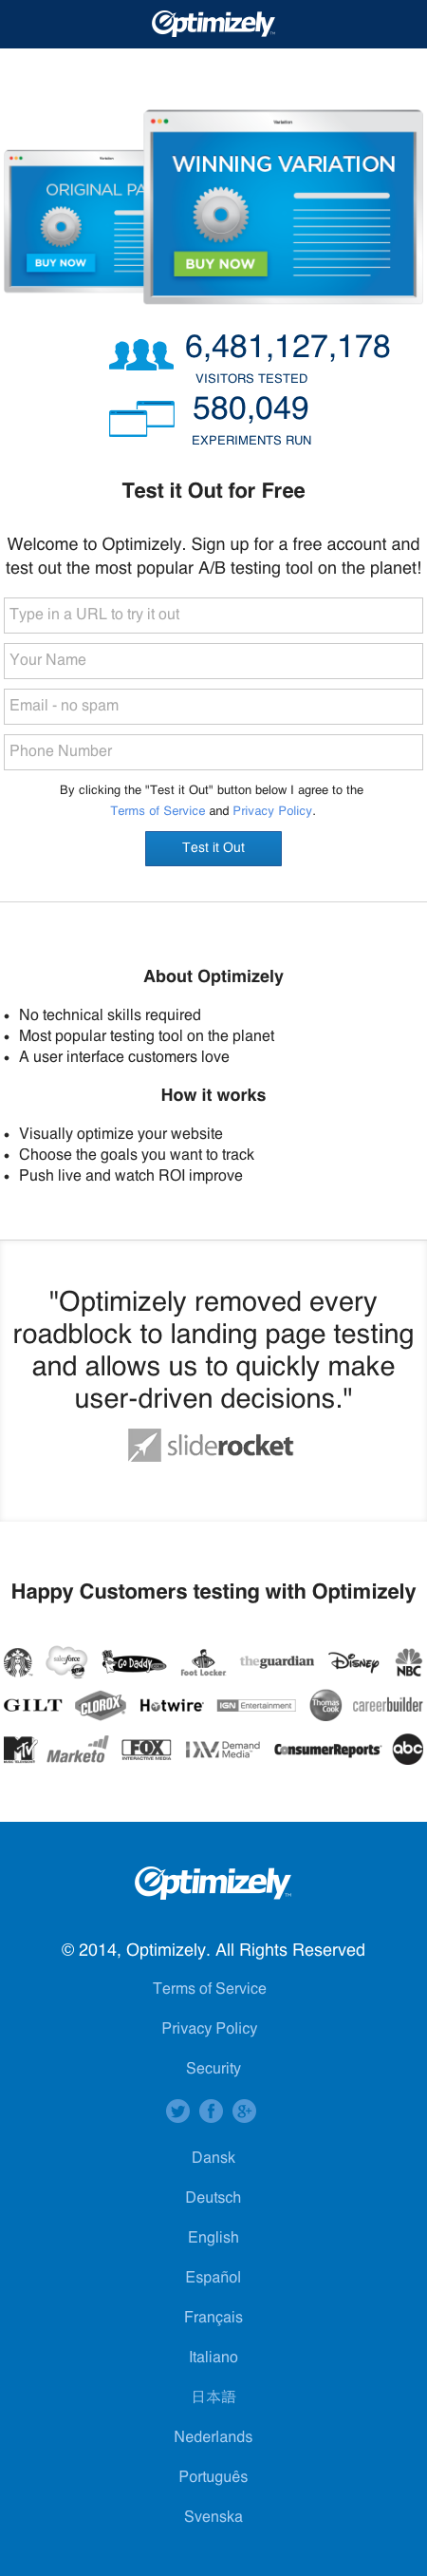 Optimizely
Variation
Variation
ORIGINAL PA
BUY NOW
WINNING VARIATION
BUY NOW
6,481,127,178
VISITORS TESTED
580,049
EXPERIMENTS RUN
Test it Out for Free
Welcome to Optimizely. Sign up for a free account and
test out the most popular A/B testing tool on the planet!
Type in a URL to try it out
Your Name
Email - no spam
Phone Number
By clicking the "Test it Out" button below I agree to the
Terms of Service and Privacy Policy.
Test it Out
About Optimizely
• No technical skills required
• Most popular testing tool on the planet
• A user interface customers love
How it works
• Visually optimize your website
• Choose the goals you want to track
• Push live and watch ROI improve
"Optimizely removed every
roadblock to landing page testing
and allows us to quickly make
user-driven decisions."
sliderocket
Happy Customers testing with Optimizely
salesforce Go Daddy Foot Locker theguardian Disney NBC
GILT CLOROX Hotwire IGN Entertainment Thomas Cook careerbuilder
MTV Marketo FOX INTERACTIVE MEDIA Demand Media ConsumerReports abc
Optimizely
© 2014, Optimizely. All Rights Reserved
Terms of Service
Privacy Policy
Security
Dansk
Deutsch
English
Español
Français
Italiano
日本語
Nederlands
Português
Svenska